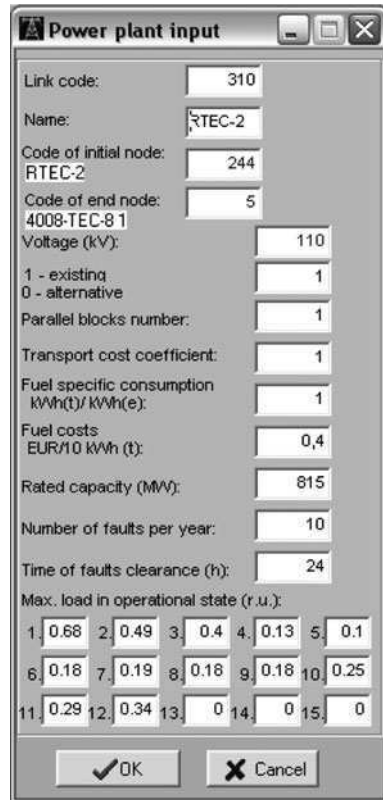 Power plant input
Link code: 310
Name: RTEC-2
Code of initial node: 244
RTEC-2
Code of end node: 5
4008-TEC-8 1
Voltage (kV): 110
1 - existing 1
0 - alternative
Parallel blocks number: 1
Transport cost coefficient: 1
Fuel specific consumption
kWh(t)/ kWh(e): 1
Fuel costs
EUR/10 kWh (t): 0,4
Rated capacity (MW): 815
Number of faults per year: 10
Time of faults clearance (h): 24
Max. load in operational state (r.u.):
1. 0.68 2. 0.49 3. 0.4 4. 0.13 5. 0.1
6. 0.18 7. 0.19 8. 0.18 9. 0.18 10. 0.25
11. 0.29 12. 0.34 13. 0 14. 0 15. 0
OK Cancel